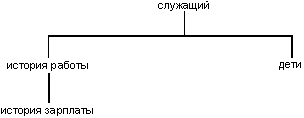 служащий
история работы
дети
история зарплаты